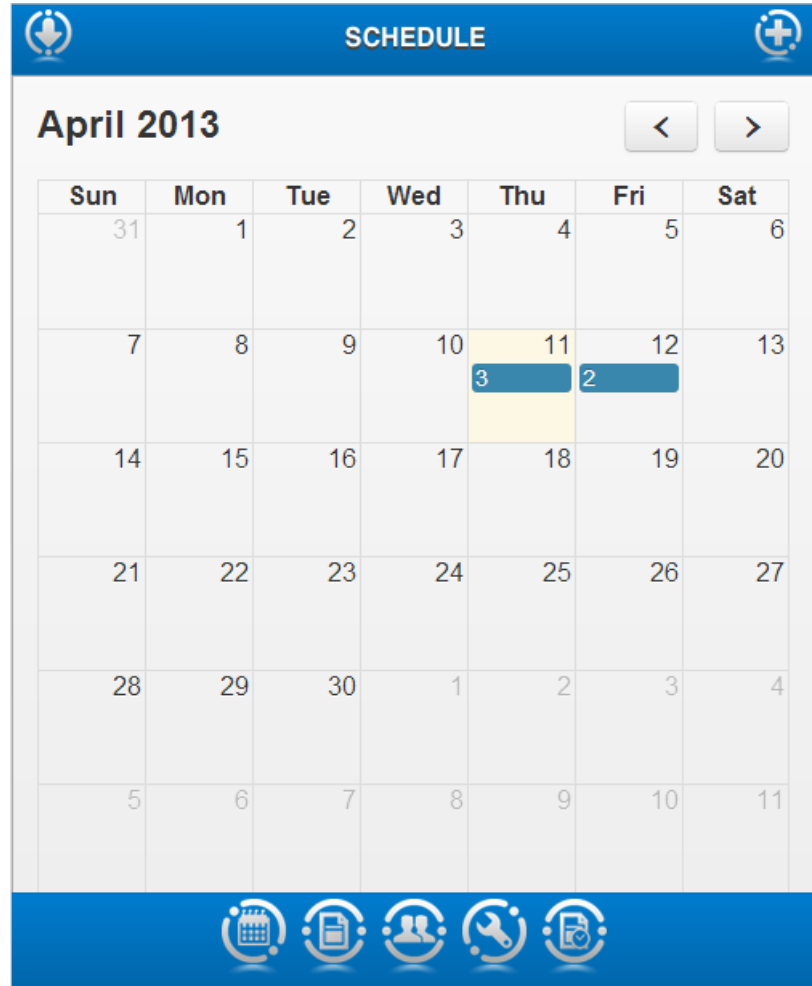 SCHEDULE
April 2013
Sun Mon Tue Wed Thu Fri Sat
31 1 2 3 4 5 6
7 8 9 10 11 12 13
3 2
14 15 16 17 18 19 20
21 22 23 24 25 26 27
28 29 30 1 2 3 4
5 6 7 8 9 10 11